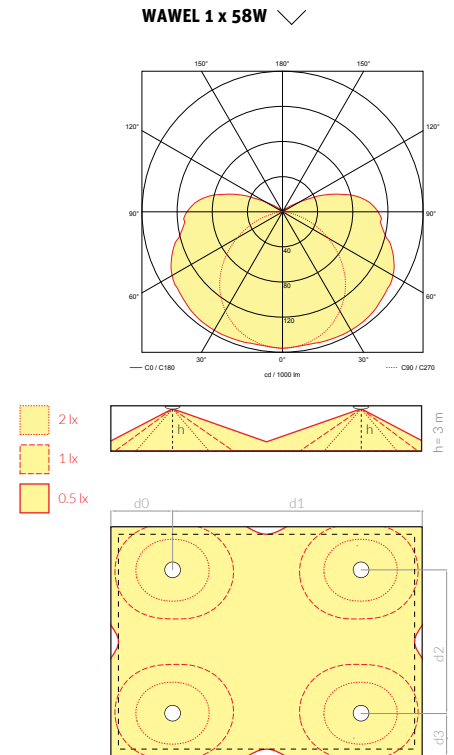 WAWEL 1 x 58W
150° 180° 150°
120° 120°
90° 90°
40
80
60° 60°
120
30° 0° 30°
C0 / C180 C90 / C270
cd / 1000 lm
2 lx
h h
h= 3 m
1 lx
0.5 lx
d0 d1
d2
d3